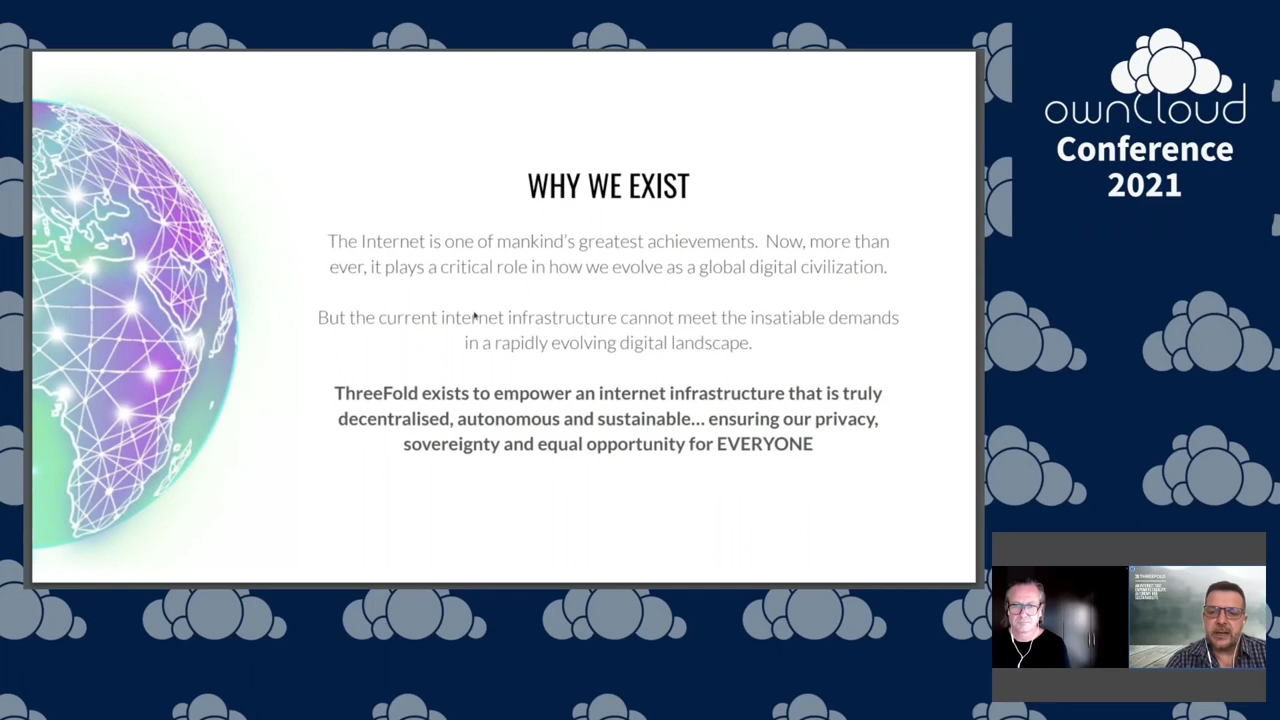 WHY WE EXIST
The Internet is one of mankind's greatest achievements. Now, more than
ever, it plays a critical role in how we evolve as a global digital civilization.
But the current internet infrastructure cannot meet the insatiable demands
in a rapidly evolving digital landscape.
ThreeFold exists to empower an internet infrastructure that is truly
decentralised, autonomous and sustainable... ensuring our privacy,
sovereignty and equal opportunity for EVERYONE
ownCloud
Conference
2021
THREEFOLD